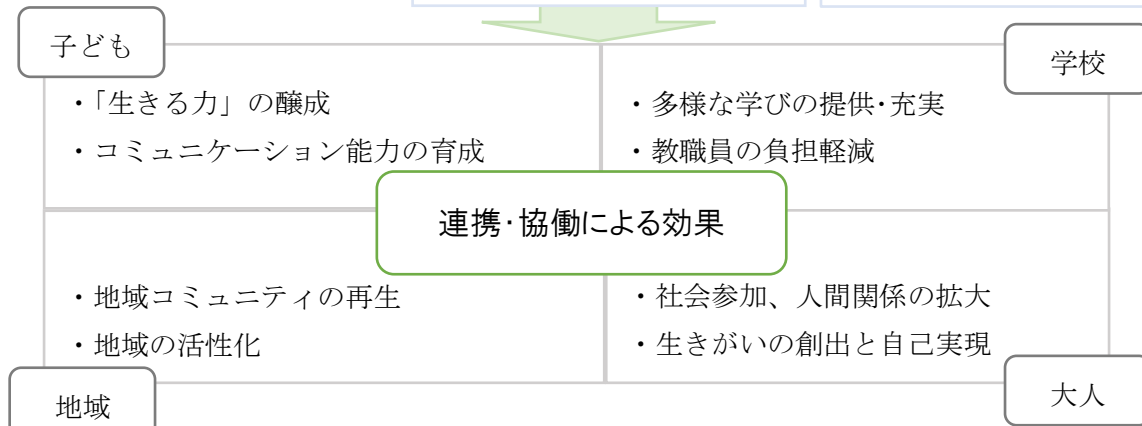 子ども
学校
・「生きる力」の醸成
・コミュニケーション能力の育成
・多様な学びの提供・充実
・教職員の負担軽減
連携・協働による効果
・地域コミュニティの再生
・地域の活性化
・社会参加、人間関係の拡大
・生きがいの創出と自己実現
地域
大人